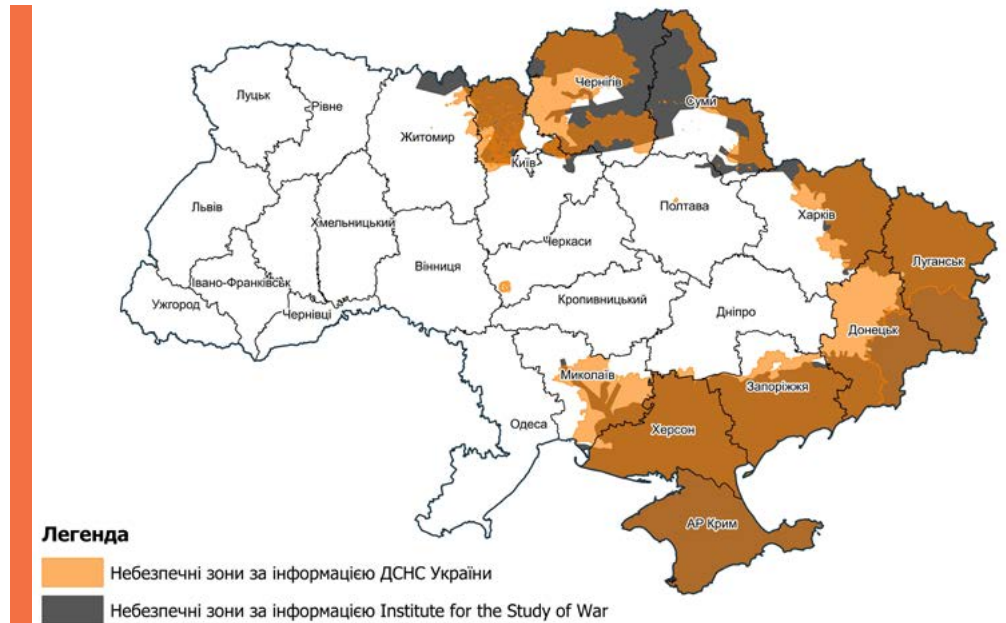 Чернігів
Луцьк
Рівне
Суми
Житомир
Київ
Львів
Полтава
Харків
Хмельницький
Черкаси
Луганськ
Вінниця
Івано-Франківськ
Ужгород
Кропивницький
Чернівці
Дніпро
Донецьк
Миколаїв
Запоріжжя
Одеса
Херсон
АР Крим
Легенда
Небезпечні зони за інформацією ДСНС України
Небезпечні зони за інформацією Institute for the Study of War